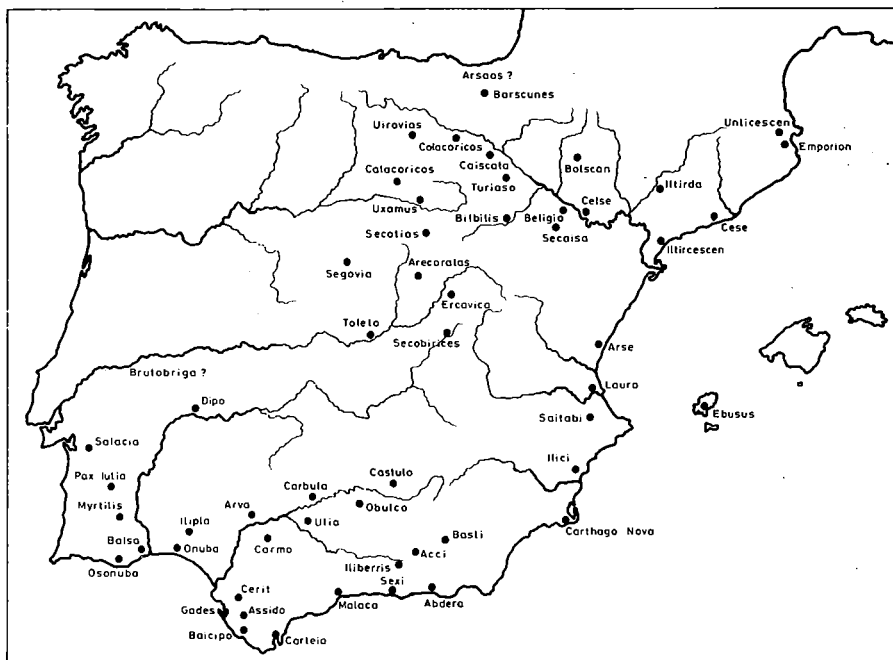 Arsaos ?
Barscunes
Uirovias
Colacoricos
Unlicescen
Emporion
Caiscata
Bolscan
Calacoricos
Turiaso
Iltirda
Uxamus
Bilbilis
Beligio
Celse
Cese
Secotias
Secaisa
Iltircescen
Segovia
Arecoratas
Ercavica
Toleto
Secobirices
Arse
Brutobriga ?
Dipo
Lauro
Ebusus
Saitabi
Salacia
Ilici
Pax Iulia
Castulo
Carbula
Obulco
Myrtilis
Arva
Ulia
Carthago Nova
Ilipla
Basti
Balsa
Onuba
Carmo
Acci
Osonuba
Iliberris
Cerit
Sexi
Gades
Assido
Malaca
Abdera
Baicipo
Carteia